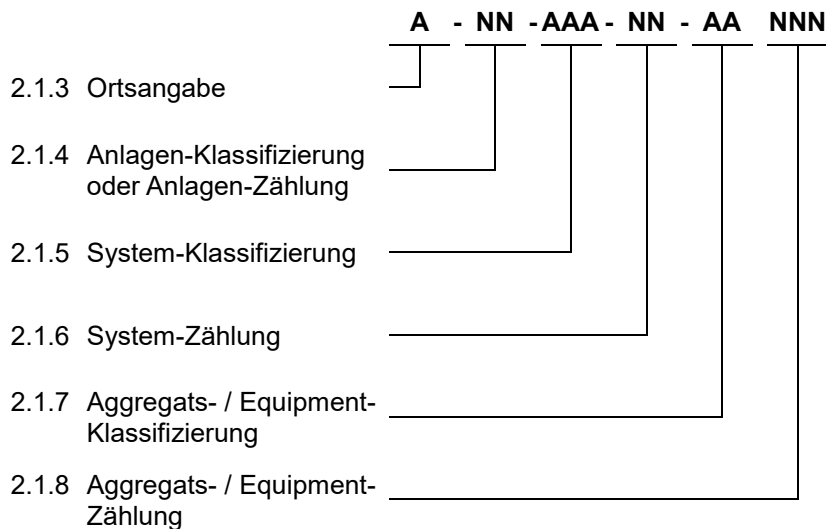 A - NN - AAA - NN - AA NNN
2.1.3 Ortsangabe
2.1.4 Anlagen-Klassifizierung
oder Anlagen-Zählung
2.1.5 System-Klassifizierung
2.1.6 System-Zählung
2.1.7 Aggregats- / Equipment-
Klassifizierung
2.1.8 Aggregats- / Equipment-
Zählung